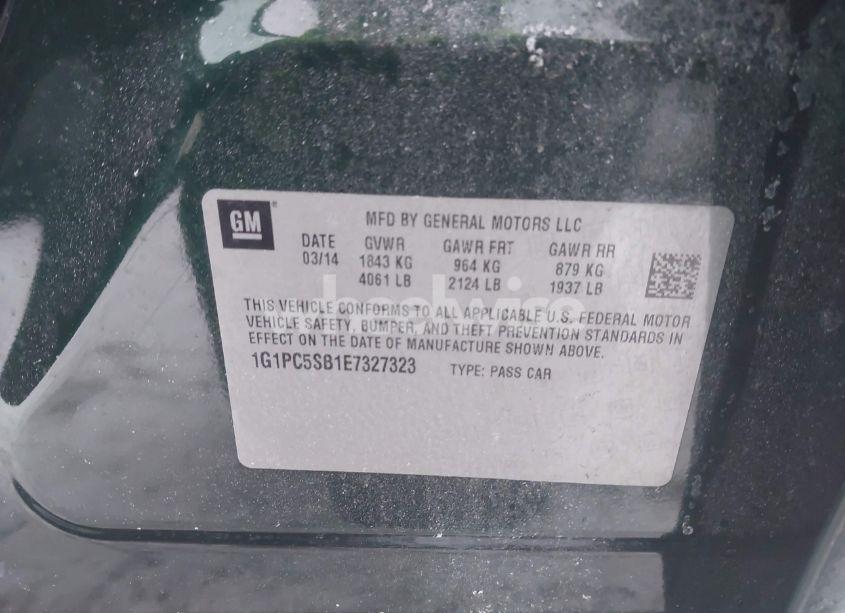 GM
MFD BY GENERAL MOTORS LLC
DATE GVWR GAWR FRT GAWR RR
03/14 1843 KG 964 KG 879 KG
4061 LB 2124 LB 1937 LB
THIS VEHICLE CONFORMS TO ALL APPLICABLE U.S. FEDERAL MOTOR
VEHICLE SAFETY, BUMPER, AND THEFT PREVENTION STANDARDS IN
EFFECT ON THE DATE OF MANUFACTURE SHOWN ABOVE.
1G1PC5SB1E7327323 TYPE: PASS CAR